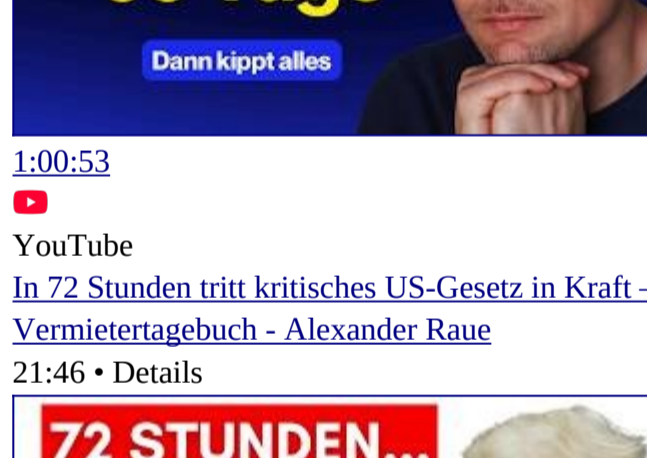 Dann kippt alles
1:00:53
YouTube
In 72 Stunden tritt kritisches US-Gesetz in Kraft -
Vermietertagebuch - Alexander Raue
21:46 • Details
72 STUNDEN...